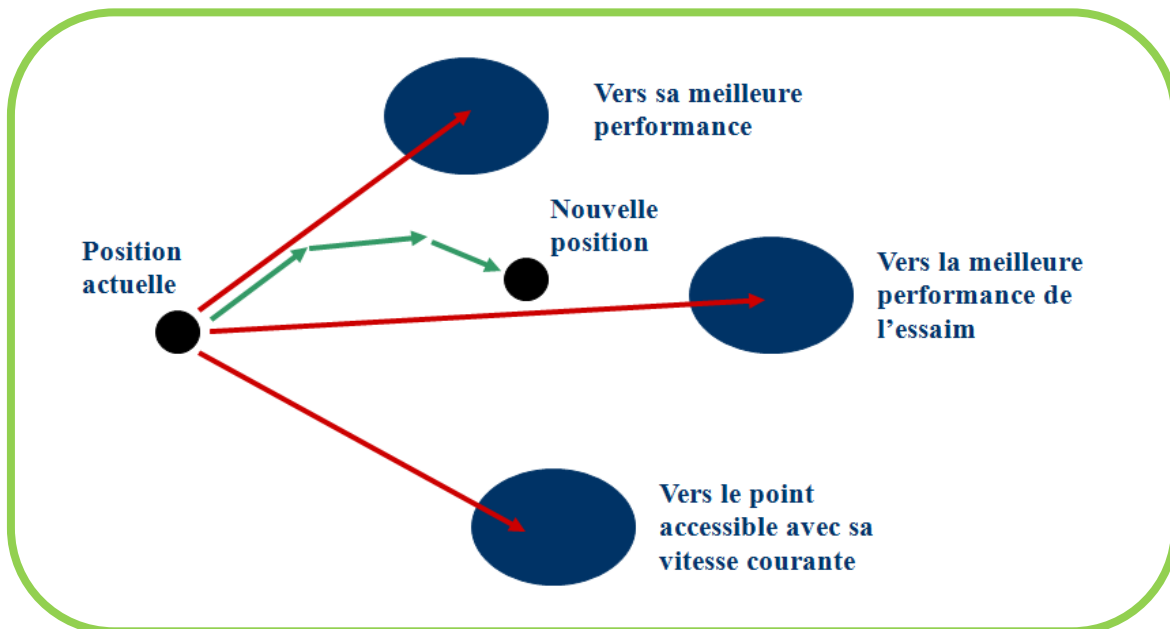 Vers sa meilleure
performance
Nouvelle
position
Position
actuelle
Vers la meilleure
performance de
l’essaim
Vers le point
accessible avec sa
vitesse courante